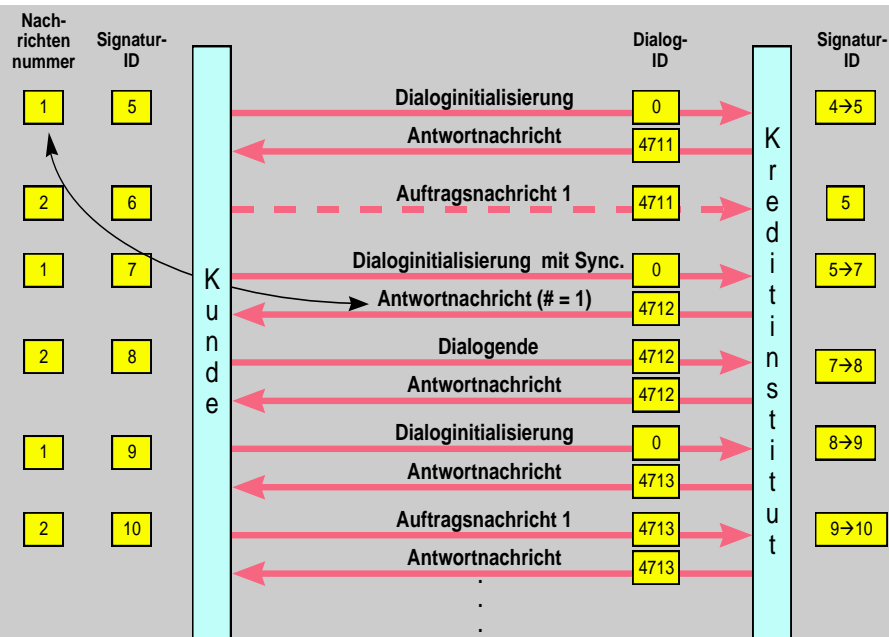 Nach-
richten
nummer
Signatur-
ID
Dialog-
ID
Signatur-
ID
Kunde
Kreditinstitut
1 5 Dialoginitialisierung 0 4→5
Antwortnachricht 4711
2 6 Auftragsnachricht 1 4711 5
1 7 Dialoginitialisierung mit Sync. 0 5→7
Antwortnachricht (# = 1) 4712
2 8 Dialogende 4712 7→8
Antwortnachricht 4712
1 9 Dialoginitialisierung 0 8→9
Antwortnachricht 4713
2 10 Auftragsnachricht 1 4713 9→10
Antwortnachricht 4713
.
.
.